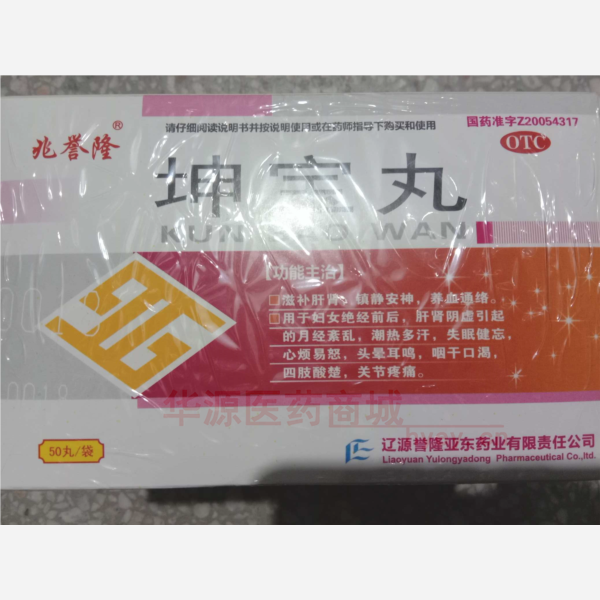 兆誉隆®
请仔细阅读说明书并按说明使用或在药师指导下购买和使用
国药准字Z20054317
OTC
坤宝丸
KUN BAO WAN
【功能主治】
滋补肝肾、镇静安神,养血通络。
用于妇女绝经前后,肝肾阴虚引起
的月经紊乱,潮热多汗,失眠健忘,
心烦易怒,头晕耳鸣,咽干口渴,
四肢酸楚,关节疼痛。
华源医药商城
50丸/袋
辽源誉隆亚东药业有限责任公司
Liaoyuan Yulongyadong Pharmaceutical Co.,ltd.